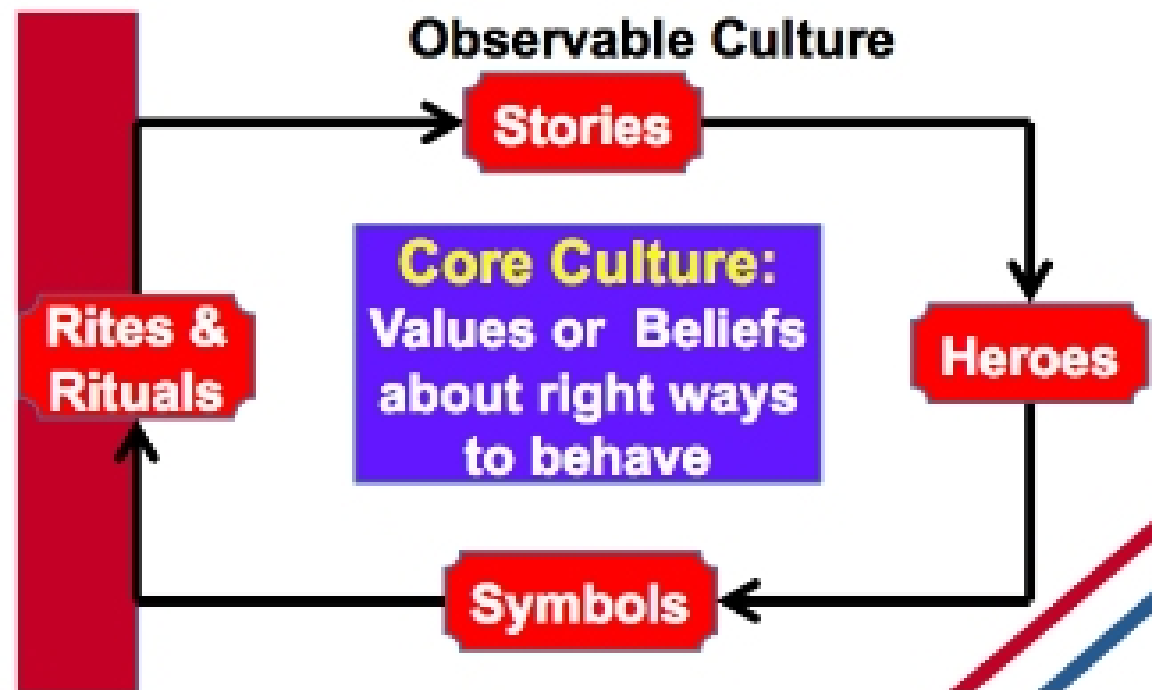 Observable Culture
Stories
Core Culture:
Values or Beliefs
about right ways
to behave
Rites &
Rituals
Heroes
Symbols